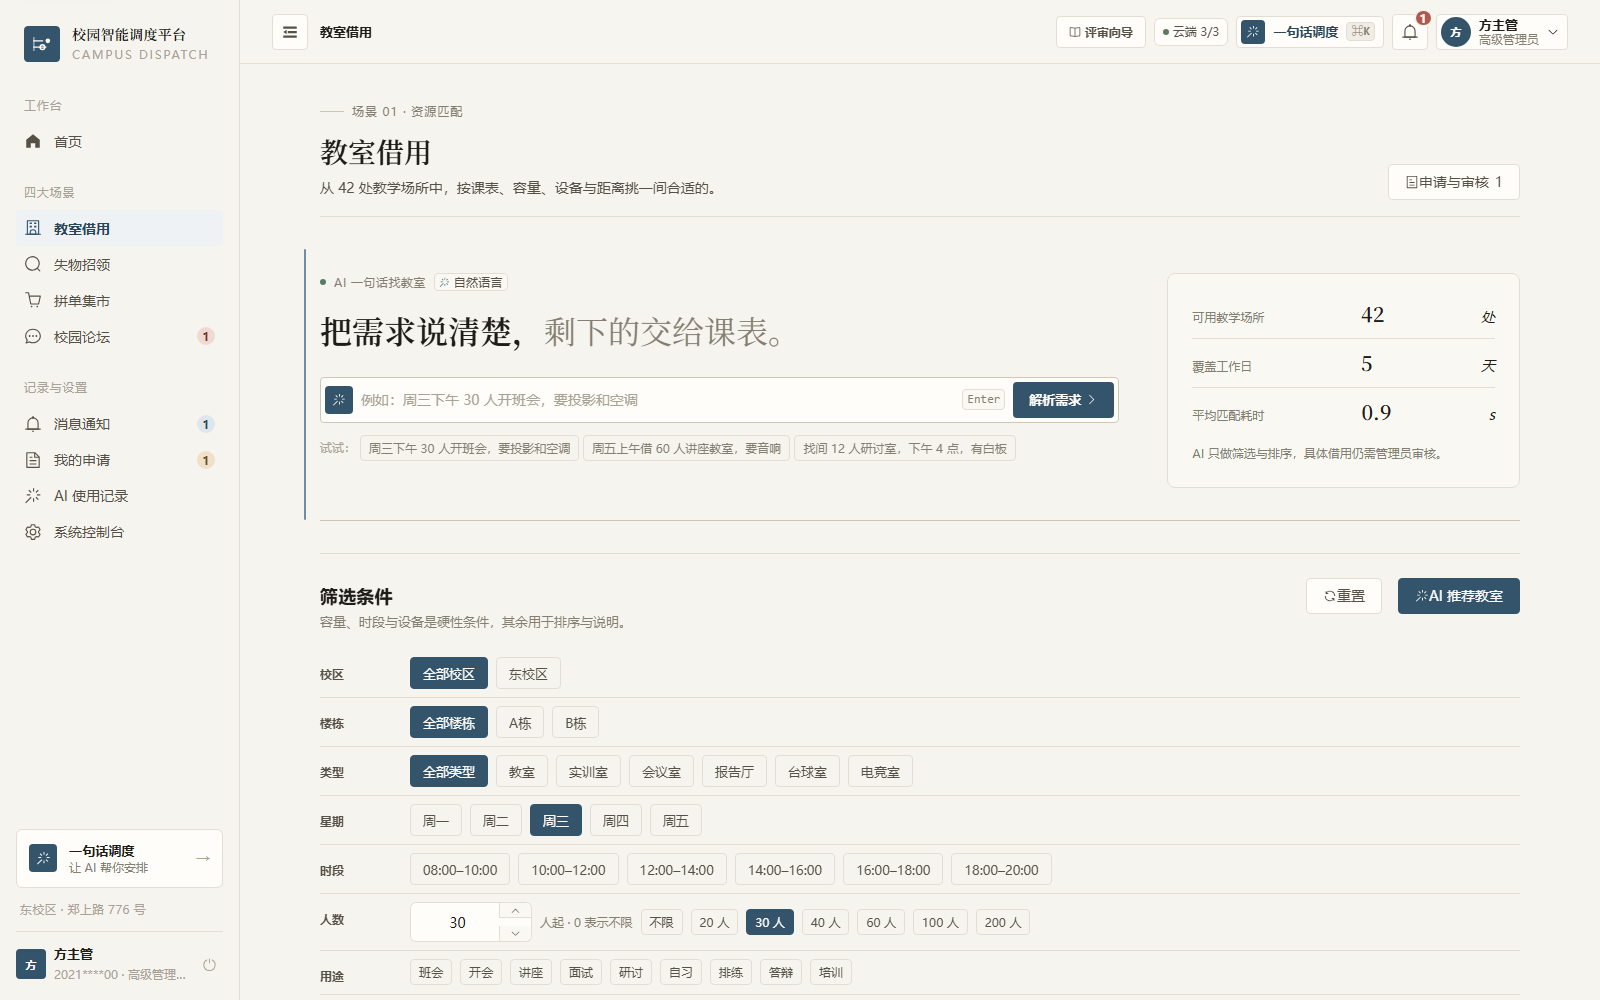 校园智能调度平台
CAMPUS DISPATCH
工作台
首页
四大场景
教室借用
失物招领
拼单集市
校园论坛 1
记录与设置
消息通知 1
我的申请 1
AI 使用记录
系统控制台
一句话调度
让 AI 帮你安排 →
东校区 · 郑上路 776 号
方 方主管
2021****00 · 高级管理...
教室借用
评审向导
云端 3/3
一句话调度 ⌘K
1
方 方主管
高级管理员
场景 01 · 资源匹配
教室借用
从 42 处教学场所中，按课表、容量、设备与距离挑一间合适的。
申请与审核 1
AI 一句话找教室 自然语言
把需求说清楚，剩下的交给课表。
例如：周三下午 30 人开班会，要投影和空调 Enter 解析需求
试试： 周三下午 30 人开班会，要投影和空调 周五上午借 60 人讲座教室，要音响 找间 12 人研讨室，下午 4 点，有白板
可用教学场所 42 处
覆盖工作日 5 天
平均匹配耗时 0.9 s
AI 只做筛选与排序，具体借用仍需管理员审核。
筛选条件
容量、时段与设备是硬性条件，其余用于排序与说明。
重置 AI 推荐教室
校区 全部校区 东校区
楼栋 全部楼栋 A栋 B栋
类型 全部类型 教室 实训室 会议室 报告厅 台球室 电竞室
星期 周一 周二 周三 周四 周五
时段 08:00–10:00 10:00–12:00 12:00–14:00 14:00–16:00 16:00–18:00 18:00–20:00
人数 30 人起 · 0 表示不限 不限 20 人 30 人 40 人 60 人 100 人 200 人
用途 班会 开会 讲座 面试 研讨 自习 排练 答辩 培训